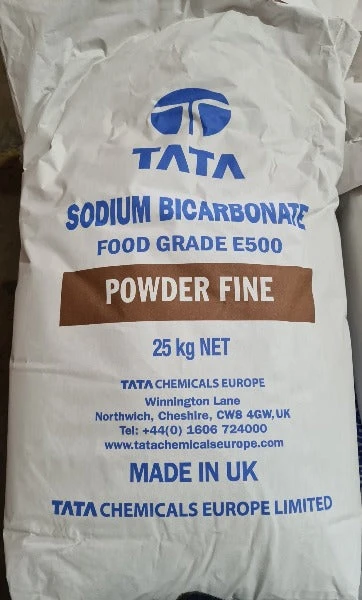 TATA
SODIUM BICARBONATE
FOOD GRADE E500
POWDER FINE
25 kg NET
TATA CHEMICALS EUROPE
Winnington Lane
Northwich, Cheshire, CW8 4GW,UK
Tel: +44(0) 1606 724000
www.tatachemicalseurope.com
MADE IN UK
TATA CHEMICALS EUROPE LIMITED